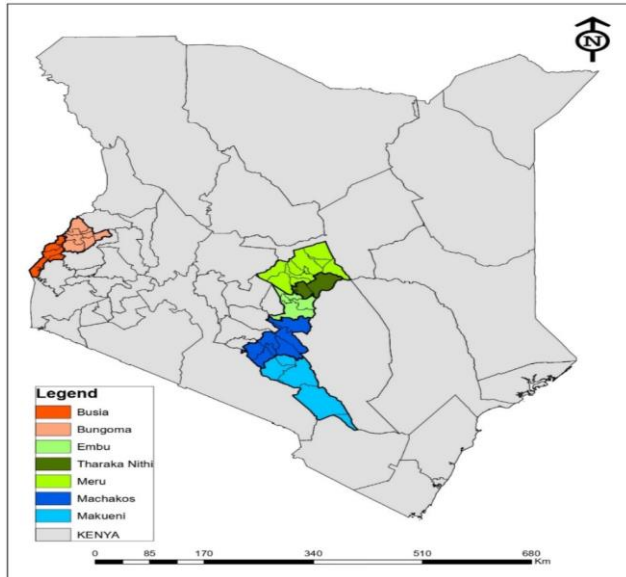 N
Legend
Busia
Bungoma
Embu
Tharaka Nithi
Meru
Machakos
Makueni
KENYA
0 85 170 340 510 680
Km